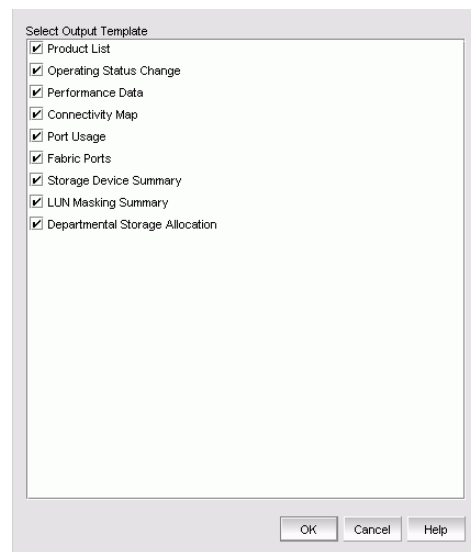 Select Output Template
Product List
Operating Status Change
Performance Data
Connectivity Map
Port Usage
Fabric Ports
Storage Device Summary
LUN Masking Summary
Departmental Storage Allocation
OK Cancel Help